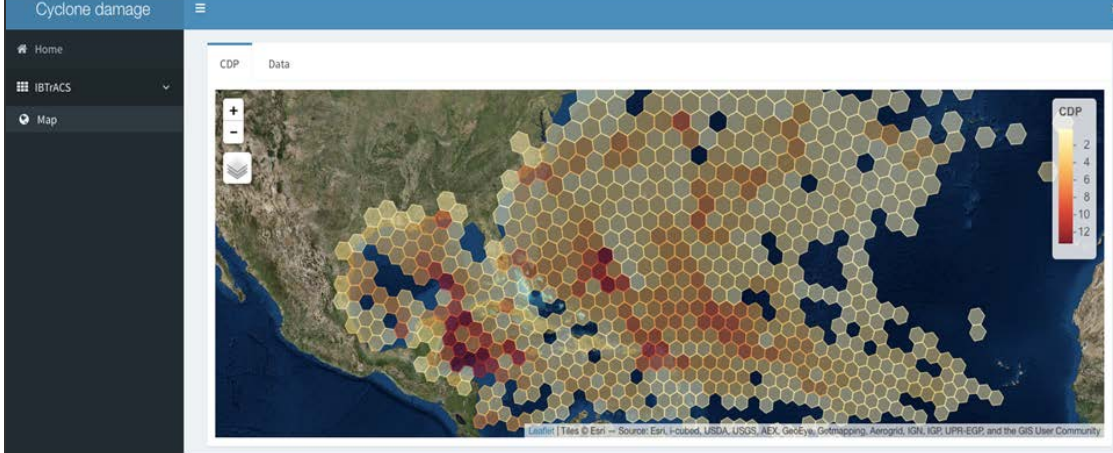 Cyclone damage
Home
IBTrACS
Map
CDP
Data
+
-
CDP
2
4
6
8
10
12
Leaflet | Tiles © Esri — Source: Esri, i-cubed, USDA, USGS, AEX, GeoEye, Getmapping, Aerogrid, IGN, IGP, UPR-EGP, and the GIS User Community